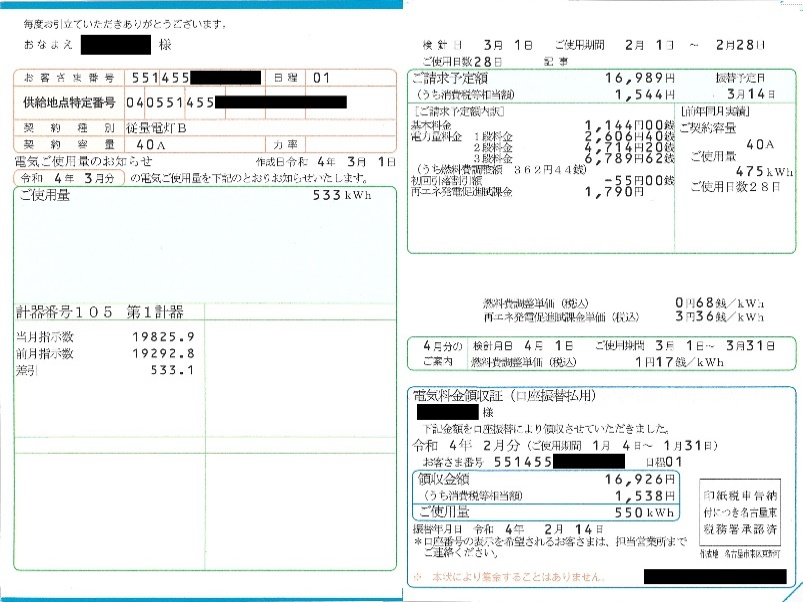 毎度お引立ていただきありがとうございます。
おなまえ 様
お客さま番号 551455 日程 01
供給地点特定番号 040551455
契約種別 従量電灯B
契約容量 40A 力率
電気ご使用量のお知らせ 作成日令和 4年 3月 1日
令和 4年 3月分 の電気ご使用量を下記のとおりお知らせいたします。
ご使用量 533 kWh
計器番号105 第1計器
当月指示数 19825.9
前月指示数 19292.8
差引 533.1
検針日 3月 1日 ご使用期間 2月 1日 ~ 2月28日
ご使用日数28日 記事
ご請求予定額 16,989円 振替予定日
(うち消費税等相当額) 1,544円 3月14日
[ご請求予定額内訳] [前年同月実績]
基本料金 1,144円00銭 ご契約容量
電力量料金 1段料金 2,606円40銭 40A
2段料金 4,714円20銭 ご使用量
3段料金 6,789円62銭 475kWh
(うち燃料費調整額 362円44銭) ご使用日数28日
初回引落割引額 -55円00銭
再エネ発電促進賦課金 1,790円
燃料費調整単価(税込) 0円68銭/kWh
再エネ発電促進賦課金単価(税込) 3円36銭/kWh
4月分の 検針月日 4月 1日 ご使用期間 3月 1日~ 3月31日
ご案内 燃料費調整単価(税込) 1円17銭/kWh
電気料金領収証(口座振替払用)
様
下記金額を口座振替により領収させていただきました。
令和 4年 2月分 (ご使用期間 1月 4日~ 1月31日)
お客さま番号 551455 日程01
領収金額 16,926円
(うち消費税等相当額) 1,538円
ご使用量 550 kWh
振替年月日 令和 4年 2月 14日
*口座番号の表示を希望されるお客さまは、担当営業所まで
ご連絡ください。
印紙税申告納
付につき名古屋東
税務署承認済
作成地 名古屋市東区東新町
※ 本状により集金することはありません。